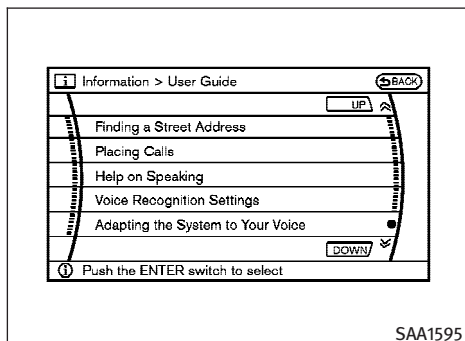 i Information > User Guide BACK
UP
Finding a Street Address
Placing Calls
Help on Speaking
Voice Recognition Settings
Adapting the System to Your Voice
DOWN
i Push the ENTER switch to select
SAA1595